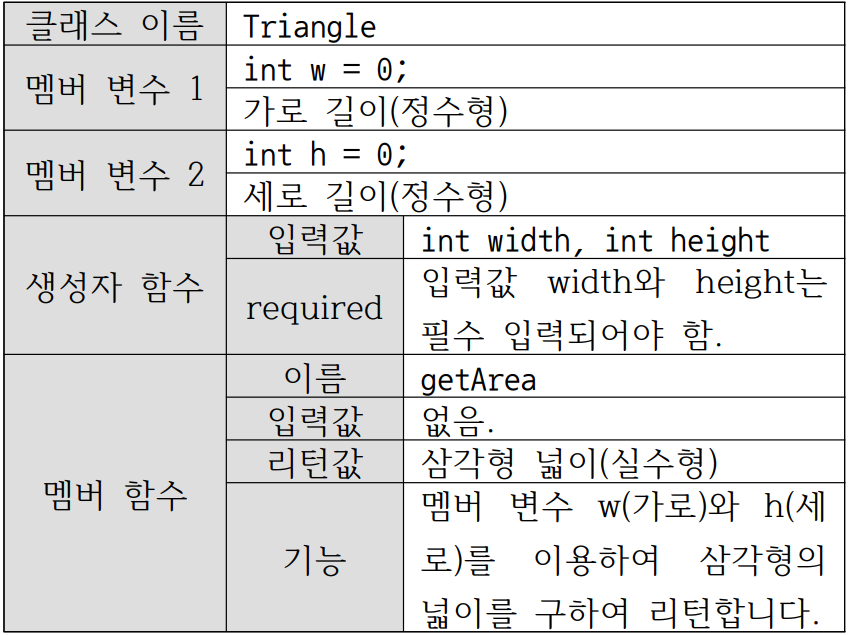 클래스 이름
Triangle
멤버 변수 1
int w = 0;
가로 길이(정수형)
멤버 변수 2
int h = 0;
세로 길이(정수형)
생성자 함수
입력값
int width, int height
required
입력값 width와 height는
필수 입력되어야 함.
멤버 함수
이름
getArea
입력값
없음.
리턴값
삼각형 넓이(실수형)
기능
멤버 변수 w(가로)와 h(세
로)를 이용하여 삼각형의
넓이를 구하여 리턴합니다.